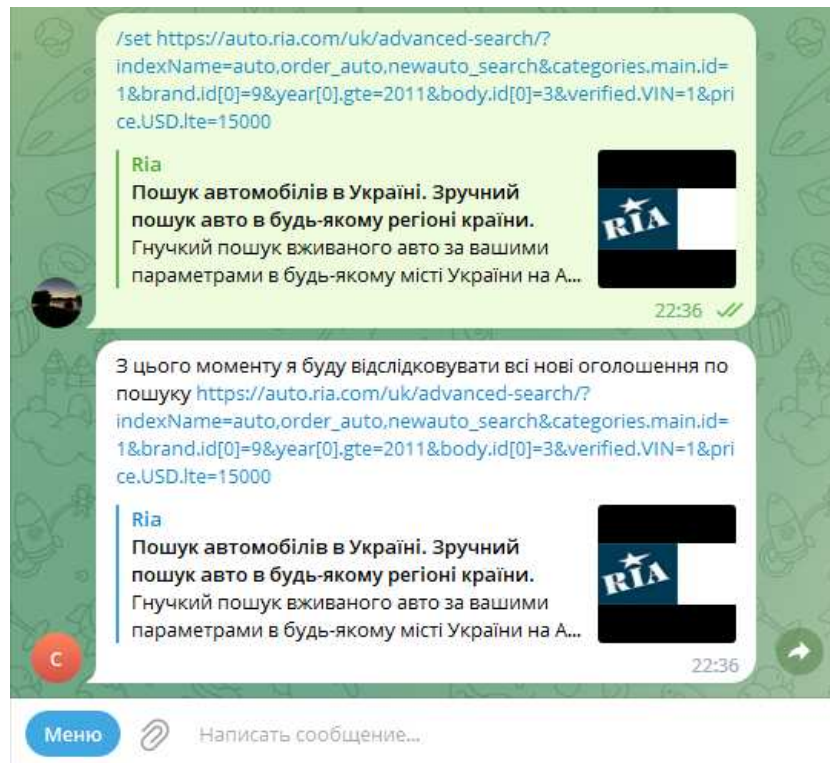 /set https://auto.ria.com/uk/advanced-search/?
indexName=auto,order_auto,newauto_search&categories.main.id=
1&brand.id[0]=9&year[0].gte=2011&body.id[0]=3&verified.VIN=1&pri
ce.USD.lte=15000
Ria
Пошук автомобілів в Україні. Зручний
пошук авто в будь-якому регіоні країни.
Гнучкий пошук вживаного авто за вашими
параметрами в будь-якому місті України на А...
RIA
22:36
З цього моменту я буду відслідковувати всі нові оголошення по
пошуку https://auto.ria.com/uk/advanced-search/?
indexName=auto,order_auto,newauto_search&categories.main.id=
1&brand.id[0]=9&year[0].gte=2011&body.id[0]=3&verified.VIN=1&pri
ce.USD.lte=15000
Ria
Пошук автомобілів в Україні. Зручний
пошук авто в будь-якому регіоні країни.
Гнучкий пошук вживаного авто за вашими
параметрами в будь-якому місті України на А...
RIA
С
22:36
Меню
Написать сообщение...